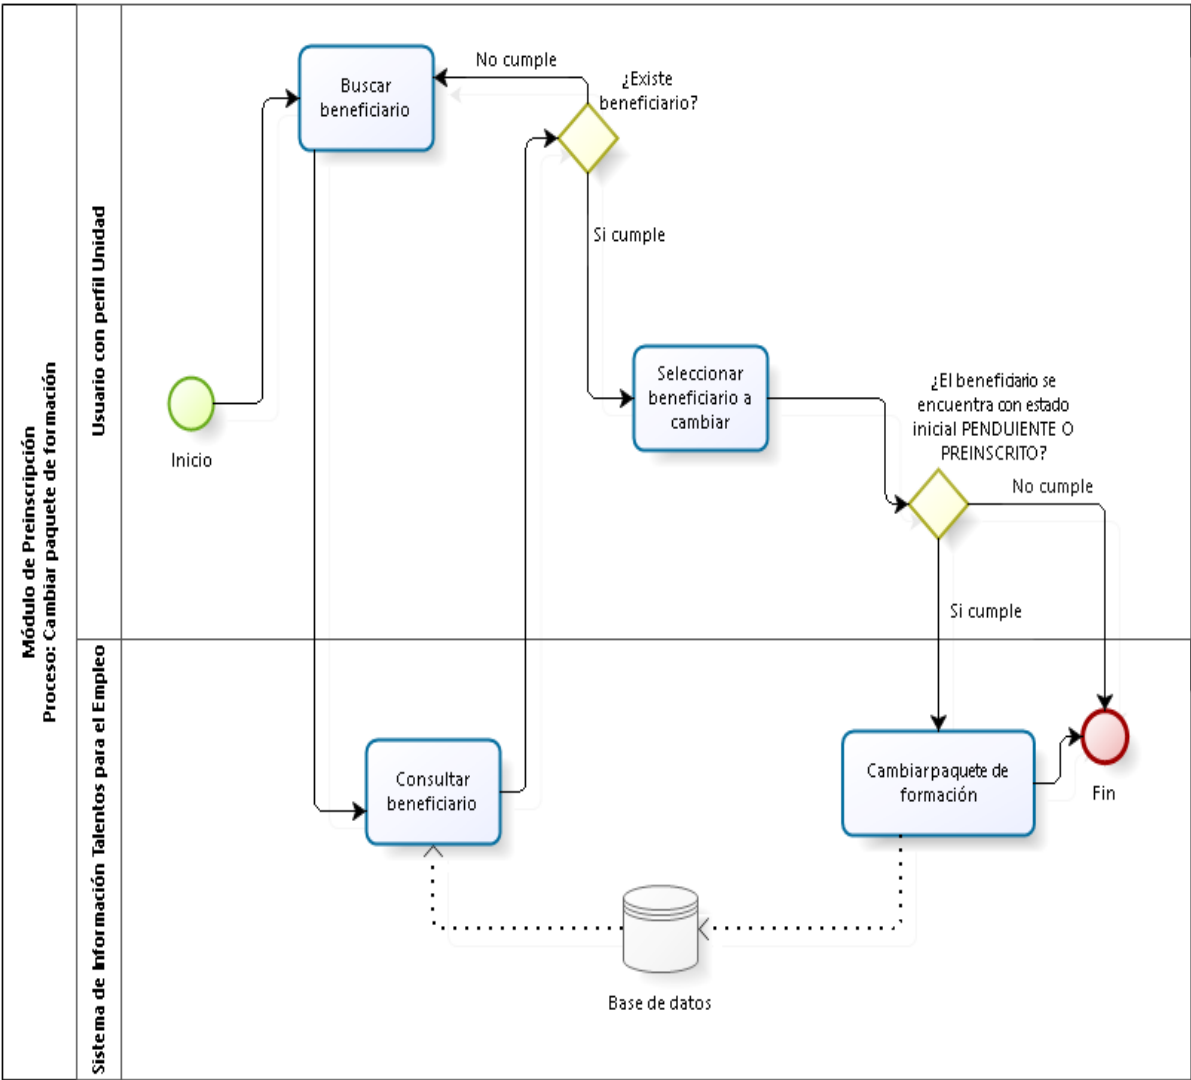 Módulo de Preinscripción
Proceso: Cambiar paquete de formación
Usuario con perfil Unidad
Buscar
beneficiario
No cumple
¿Existe
beneficiario?
Si cumple
Inicio
Seleccionar
beneficiario a
cambiar
¿El beneficiario se
encuentra con estado
inicial PENDUIENTE O
PREINSCRITO?
No cumple
Si cumple
Sistema de Información Talentos para el Empleo
Consultar
beneficiario
Cambiar paquete de
formación
Fin
Base de datos